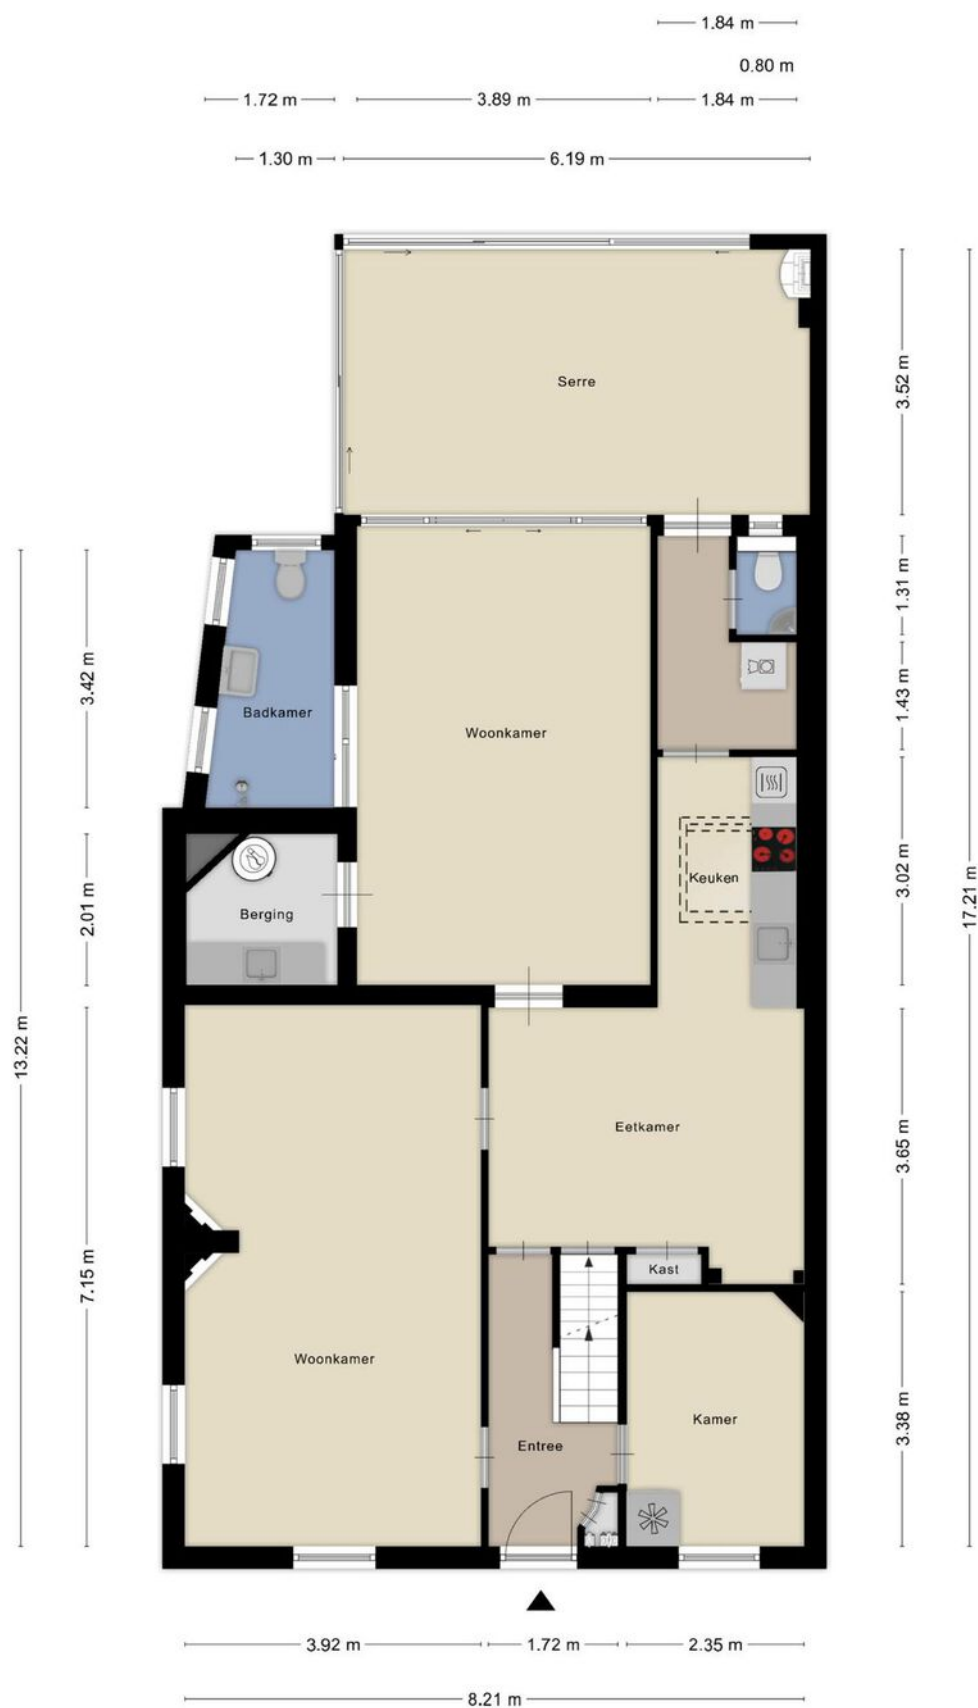 1.84 m
0.80 m
1.72 m
3.89 m
1.84 m
1.30 m
6.19 m
Serre
3.52 m
1.31 m
3.42 m
1.43 m
Badkamer
Woonkamer
Keuken
3.02 m
17.21 m
Berging
2.01 m
13.22 m
Eetkamer
3.65 m
Kast
7.15 m
Woonkamer
Kamer
3.38 m
Entree
3.92 m
1.72 m
2.35 m
8.21 m